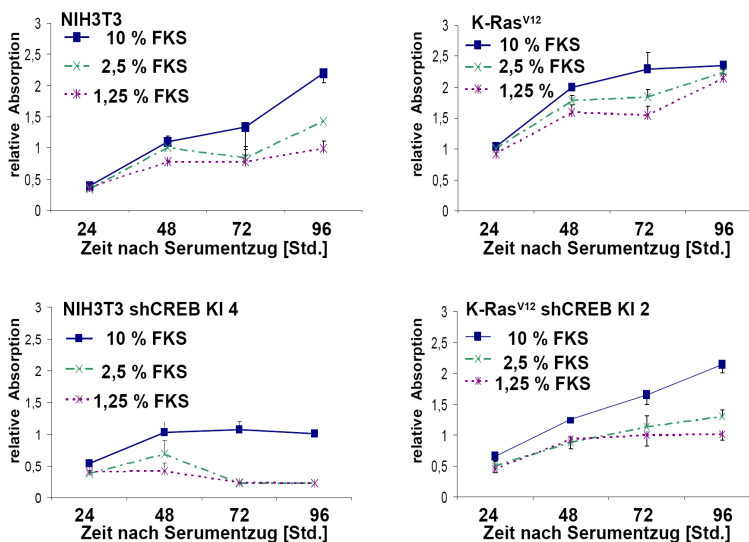 NIH3T3
10 % FKS
2,5 % FKS
1,25 % FKS
relative Absorption
3
2,5
2
1,5
1
0,5
0
24 48 72 96
Zeit nach Serumentzug [Std.]
K-RasV12
10 % FKS
2,5 % FKS
1,25 %
relative Absorption
3
2,5
2
1,5
1
0,5
0
24 48 72 96
Zeit nach Serumentzug [Std.]
NIH3T3 shCREB Kl 4
10 % FKS
2,5 % FKS
1,25 % FKS
relative Absorption
3
2,5
2
1,5
1
0,5
0
24 48 72 96
Zeit nach Serumentzug [Std.]
K-RasV12 shCREB Kl 2
10 % FKS
2,5 % FKS
1,25 % FKS
relative Absorption
3
2,5
2
1,5
1
0,5
0
24 48 72 96
Zeit nach Serumentzug [Std.]